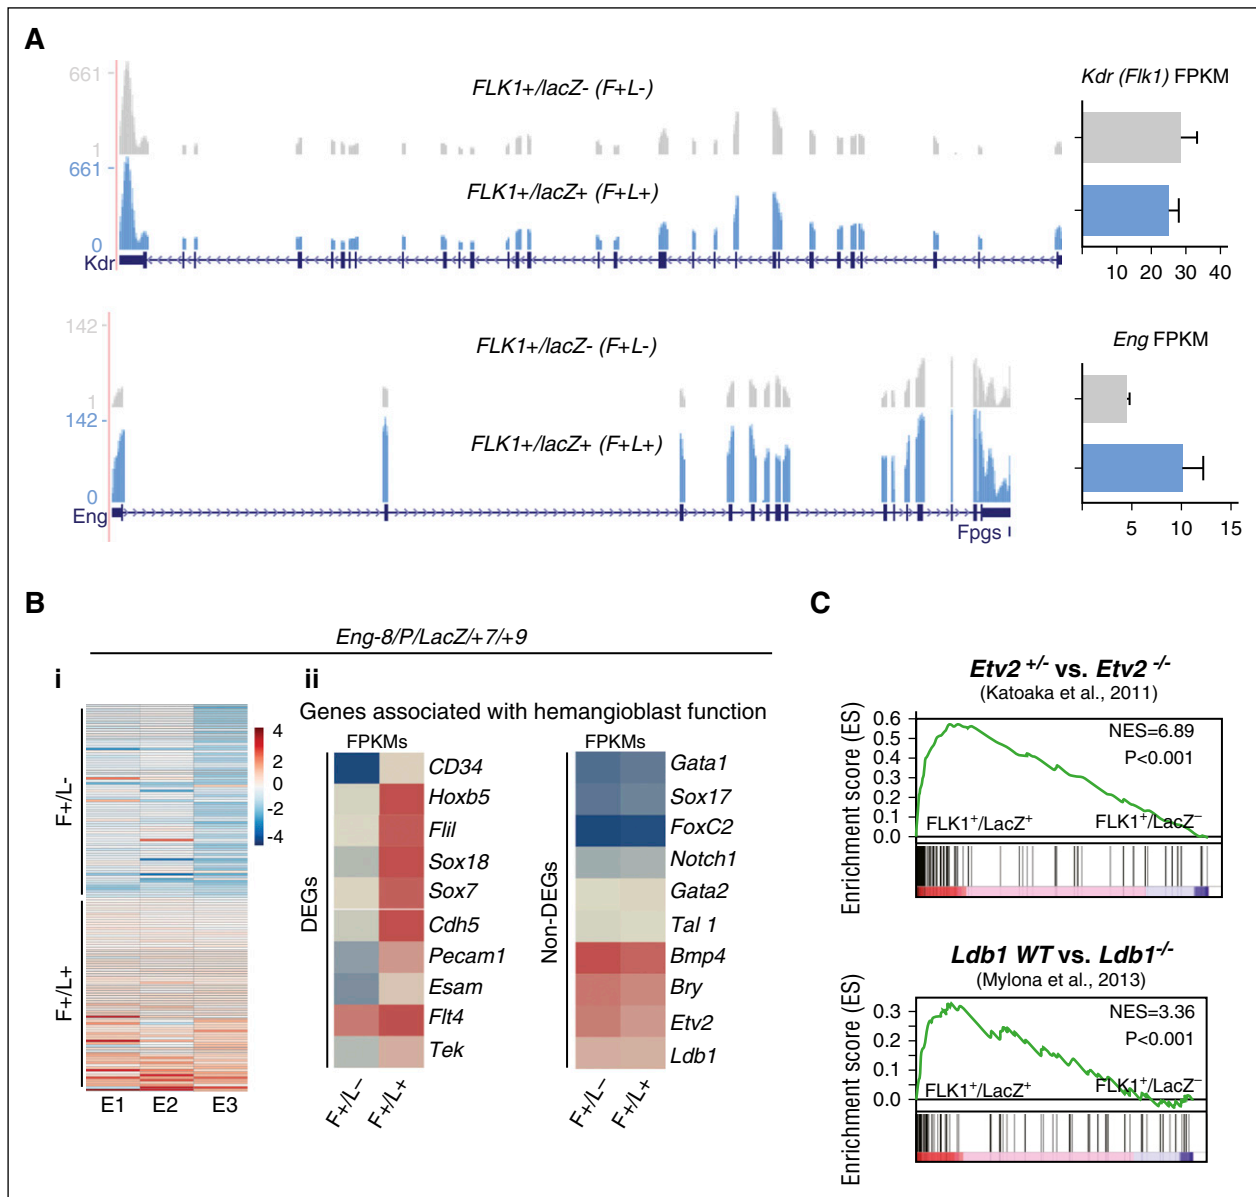 A
661
FLK1+/lacZ- (F+L-)
1
661
FLK1+/lacZ+ (F+L+)
0
Kdr
Kdr (Flk1) FPKM
10 20 30 40
142
FLK1+/lacZ- (F+L-)
1
142
FLK1+/lacZ+ (F+L+)
0
Eng
Fpgs
Eng FPKM
5 10 15
B
Eng-8/P/LacZ/+7/+9
i
F+/L-
F+/L+
4
2
0
-2
-4
E1 E2 E3
ii
Genes associated with hemangioblast function
FPKMs
DEGs
CD34
Hoxb5
Flil
Sox18
Sox7
Cdh5
Pecam1
Esam
Flt4
Tek
F+/L−
F+/L+
FPKMs
Non-DEGs
Gata1
Sox17
FoxC2
Notch1
Gata2
Tal 1
Bmp4
Bry
Etv2
Ldb1
F+/L−
F+/L+
C
Etv2 +/- vs. Etv2 -/-
(Katoaka et al., 2011)
Enrichment score (ES)
0.6
0.5
0.4
0.3
0.2
0.1
0.0
NES=6.89
P<0.001
FLK1+/LacZ+
FLK1+/LacZ−
Ldb1 WT vs. Ldb1-/-
(Mylona et al., 2013)
Enrichment score (ES)
0.3
0.2
0.1
0.0
NES=3.36
P<0.001
FLK1+/LacZ+
FLK1+/LacZ−